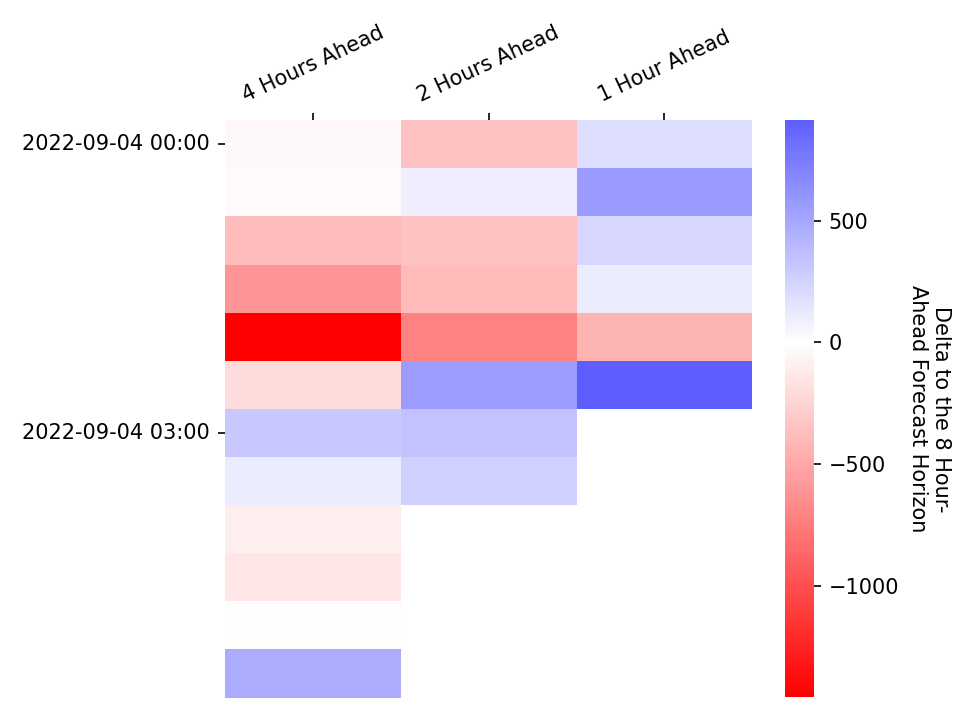 4 Hours Ahead
2 Hours Ahead
1 Hour Ahead
2022-09-04 00:00
2022-09-04 03:00
500
0
−500
−1000
Delta to the 8 Hour-
Ahead Forecast Horizon